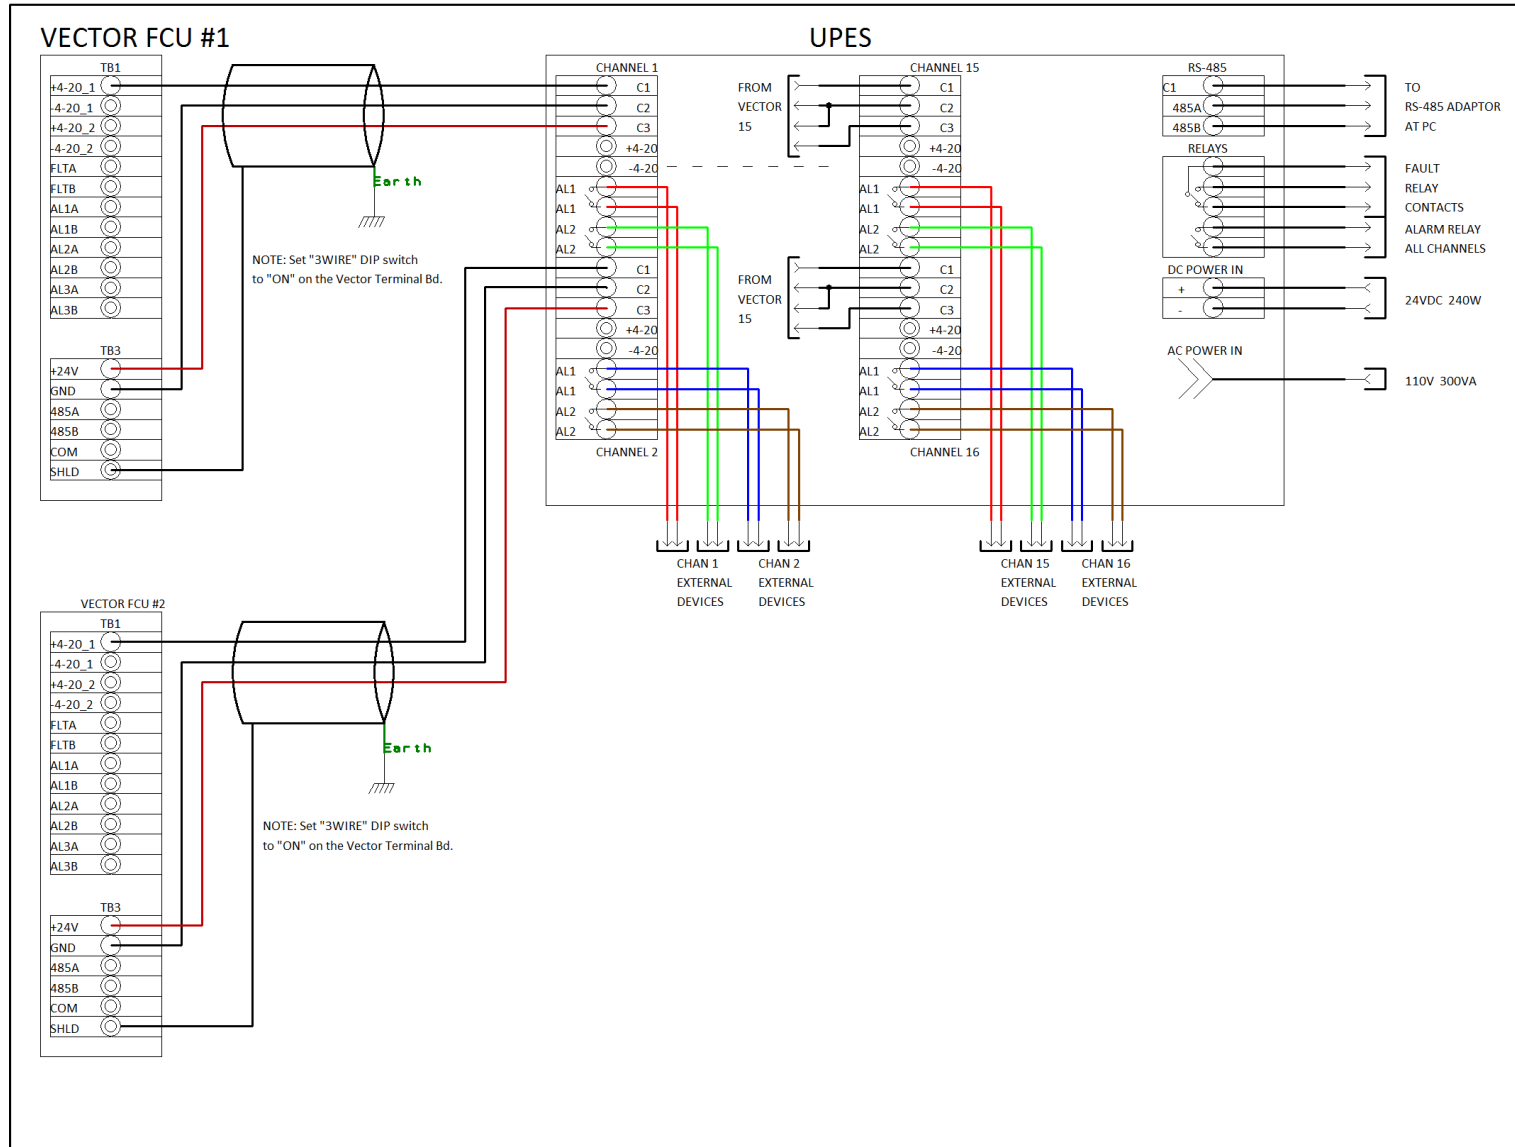 VECTOR FCU #1
TB1
+4-20_1
-4-20_1
+4-20_2
-4-20_2
FLTA
FLTB
AL1A
AL1B
AL2A
AL2B
AL3A
AL3B
TB3
+24V
GND
485A
485B
COM
SHLD
Earth
NOTE: Set "3WIRE" DIP switch
to "ON" on the Vector Terminal Bd.
VECTOR FCU #2
TB1
+4-20_1
-4-20_1
+4-20_2
-4-20_2
FLTA
FLTB
AL1A
AL1B
AL2A
AL2B
AL3A
AL3B
TB3
+24V
GND
485A
485B
COM
SHLD
Earth
NOTE: Set "3WIRE" DIP switch
to "ON" on the Vector Terminal Bd.
UPES
CHANNEL 1
C1
C2
C3
+4-20
-4-20
AL1
AL1
AL2
AL2
C1
C2
C3
+4-20
-4-20
AL1
AL1
AL2
AL2
CHANNEL 2
FROM
VECTOR
15
FROM
VECTOR
15
CHANNEL 15
C1
C2
C3
+4-20
-4-20
AL1
AL1
AL2
AL2
C1
C2
C3
+4-20
-4-20
AL1
AL1
AL2
AL2
CHANNEL 16
CHAN 1
EXTERNAL
DEVICES
CHAN 2
EXTERNAL
DEVICES
CHAN 15
EXTERNAL
DEVICES
CHAN 16
EXTERNAL
DEVICES
RS-485
C1
485A
485B
TO
RS-485 ADAPTOR
AT PC
RELAYS
FAULT
RELAY
CONTACTS
ALARM RELAY
ALL CHANNELS
DC POWER IN
+
-
24VDC 240W
AC POWER IN
110V 300VA